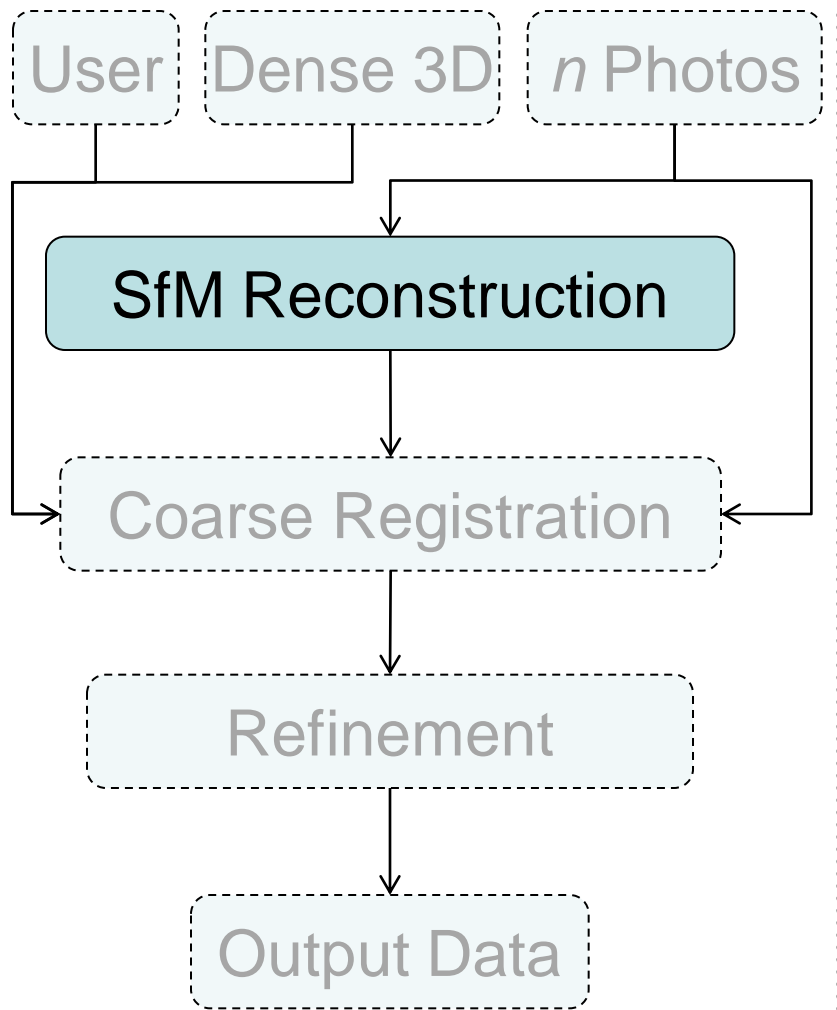 User
Dense 3D
n Photos
SfM Reconstruction
Coarse Registration
Refinement
Output Data